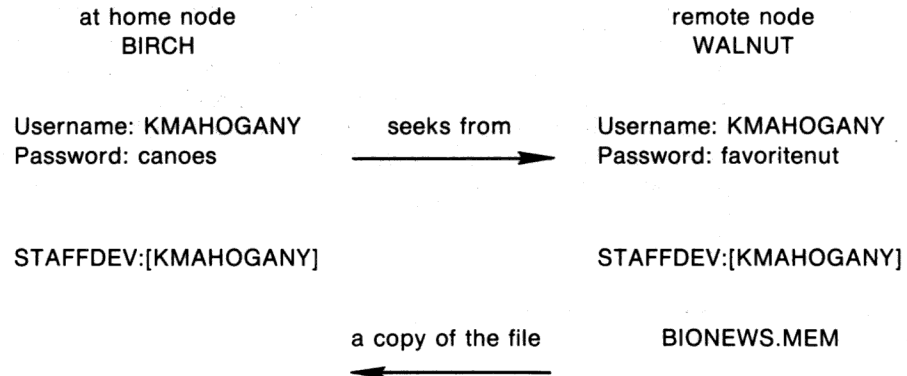 at home node remote node
BIRCH WALNUT
Username: KMAHOGANY seeks from Username: KMAHOGANY
Password: canoes Password: favoritenut
STAFFDEV:[KMAHOGANY] STAFFDEV:[KMAHOGANY]
a copy of the file BIONEWS.MEM